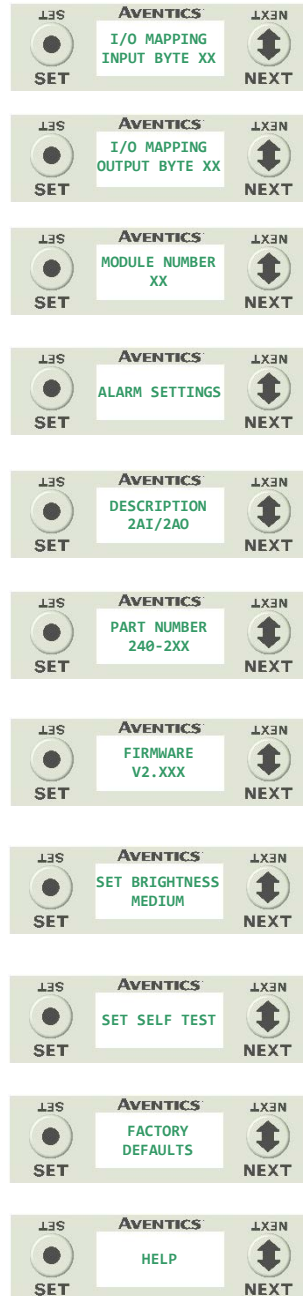 SET AVENTICS NEXT
I/O MAPPING
INPUT BYTE XX
SET NEXT
SET AVENTICS NEXT
I/O MAPPING
OUTPUT BYTE XX
SET NEXT
SET AVENTICS NEXT
MODULE NUMBER
XX
SET NEXT
SET AVENTICS NEXT
ALARM SETTINGS
SET NEXT
SET AVENTICS NEXT
DESCRIPTION
2AI/2AO
SET NEXT
SET AVENTICS NEXT
PART NUMBER
240-2XX
SET NEXT
SET AVENTICS NEXT
FIRMWARE
V2.XXX
SET NEXT
SET AVENTICS NEXT
SET BRIGHTNESS
MEDIUM
SET NEXT
SET AVENTICS NEXT
SET SELF TEST
SET NEXT
SET AVENTICS NEXT
FACTORY
DEFAULTS
SET NEXT
SET AVENTICS NEXT
HELP
SET NEXT